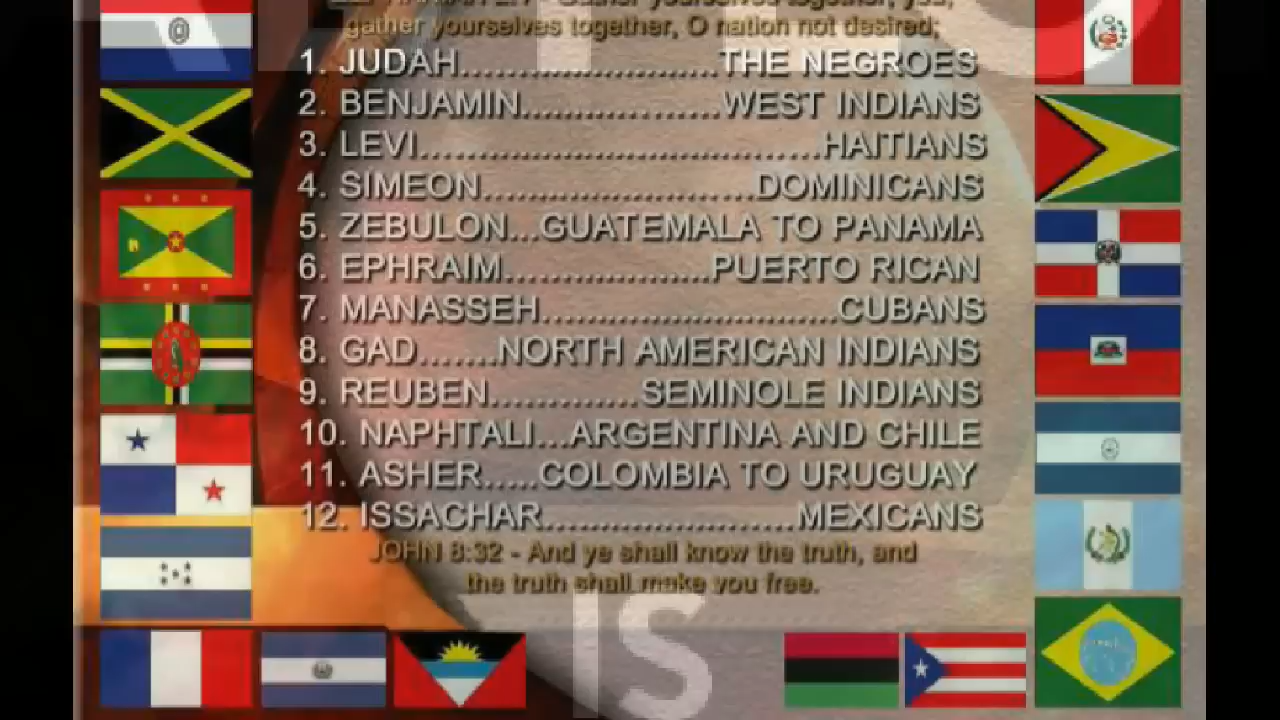 gather yourselves together, O nation not desired;
1. JUDAH......................THE NEGROES
2. BENJAMIN.................WEST INDIANS
3. LEVI..................................HAITIANS
4. SIMEON.......................DOMINICANS
5. ZEBULON...GUATEMALA TO PANAMA
6. EPHRAIM.................PUERTO RICAN
7. MANASSEH.........................CUBANS
8. GAD.......NORTH AMERICAN INDIANS
9. REUBEN.............SEMINOLE INDIANS
10. NAPHTALI...ARGENTINA AND CHILE
11. ASHER.....COLOMBIA TO URUGUAY
12. ISSACHAR.....................MEXICANS
JOHN 8:32 - And ye shall know the truth, and
the truth shall make you free.
IS